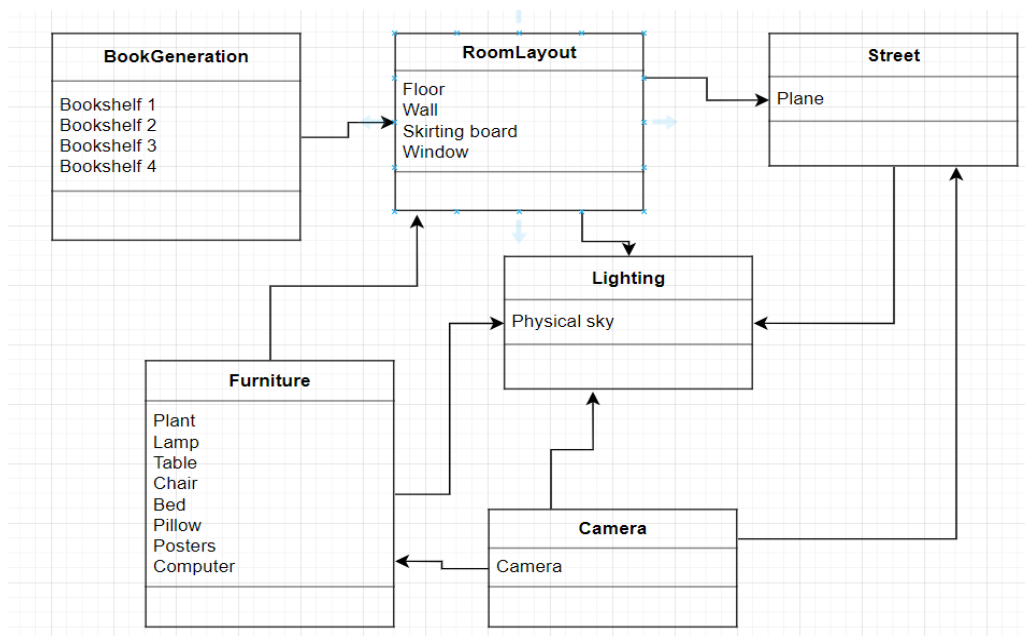 BookGeneration
Bookshelf 1
Bookshelf 2
Bookshelf 3
Bookshelf 4
RoomLayout
Floor
Wall
Skirting board
Window
Street
Plane
Lighting
Physical sky
Furniture
Plant
Lamp
Table
Chair
Bed
Pillow
Posters
Computer
Camera
Camera